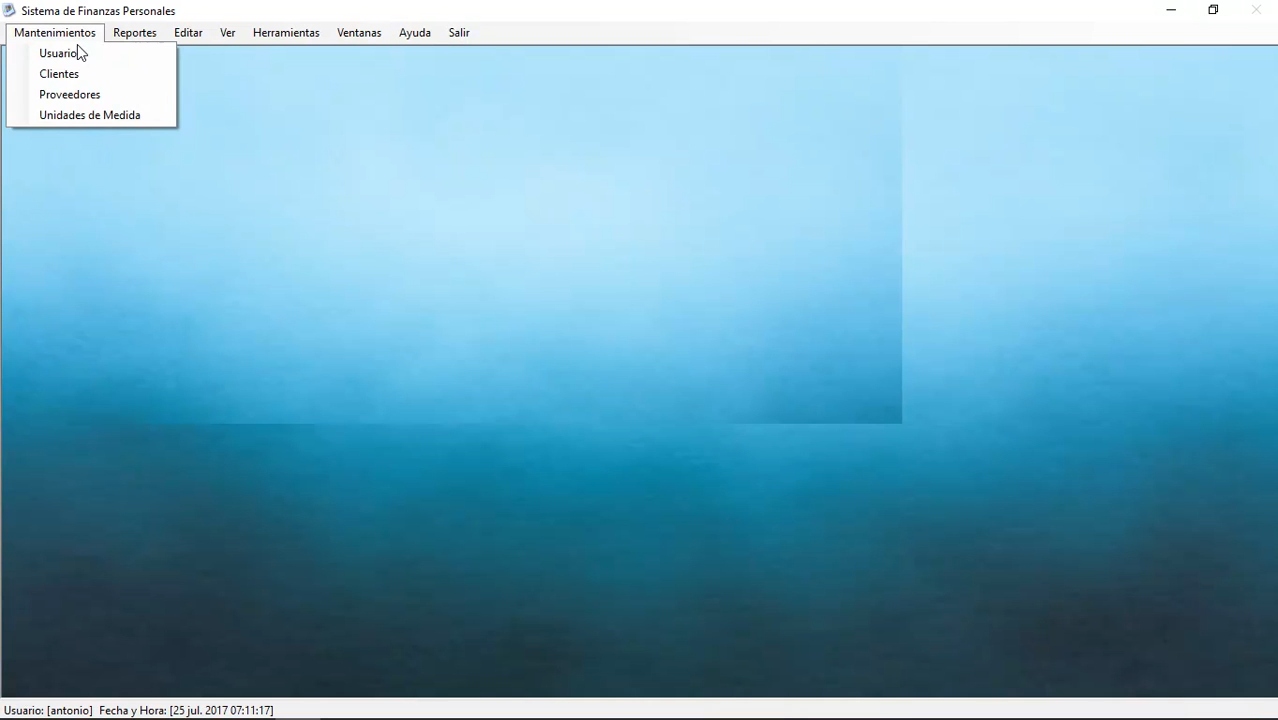 Sistema de Finanzas Personales
Mantenimientos Reportes Editar Ver Herramientas Ventanas Ayuda Salir
Usuario
Clientes
Proveedores
Unidades de Medida
Usuario: [antonio] Fecha y Hora: [25 jul. 2017 07:11:17]